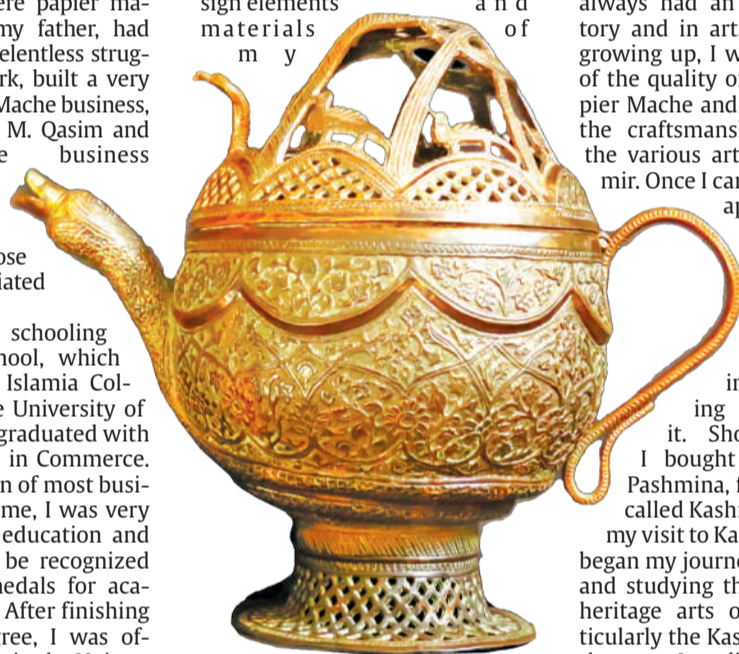 ere papier ma-
my father, had
elentless strug-
rk, built a very
Mache business,
M. Qasim and
e business
ose
iated
schooling
hool, which
Islamia Col-
e University of
graduated with
in Commerce.
n of most busi-
me, I was very
education and
be recognized
edals for aca-
After finishing
gree, I was of-
sign elements and
materials of
my
always had an
tory and in art
growing up, I w
of the quality o
pier Mache and
the craftsmans
the various art
mir. Once I ca
ap
in
ing
it. Sho
I bought
Pashmina, f
called Kash
my visit to Ka
began my journ
and studying th
heritage arts o
ticularly the Kas